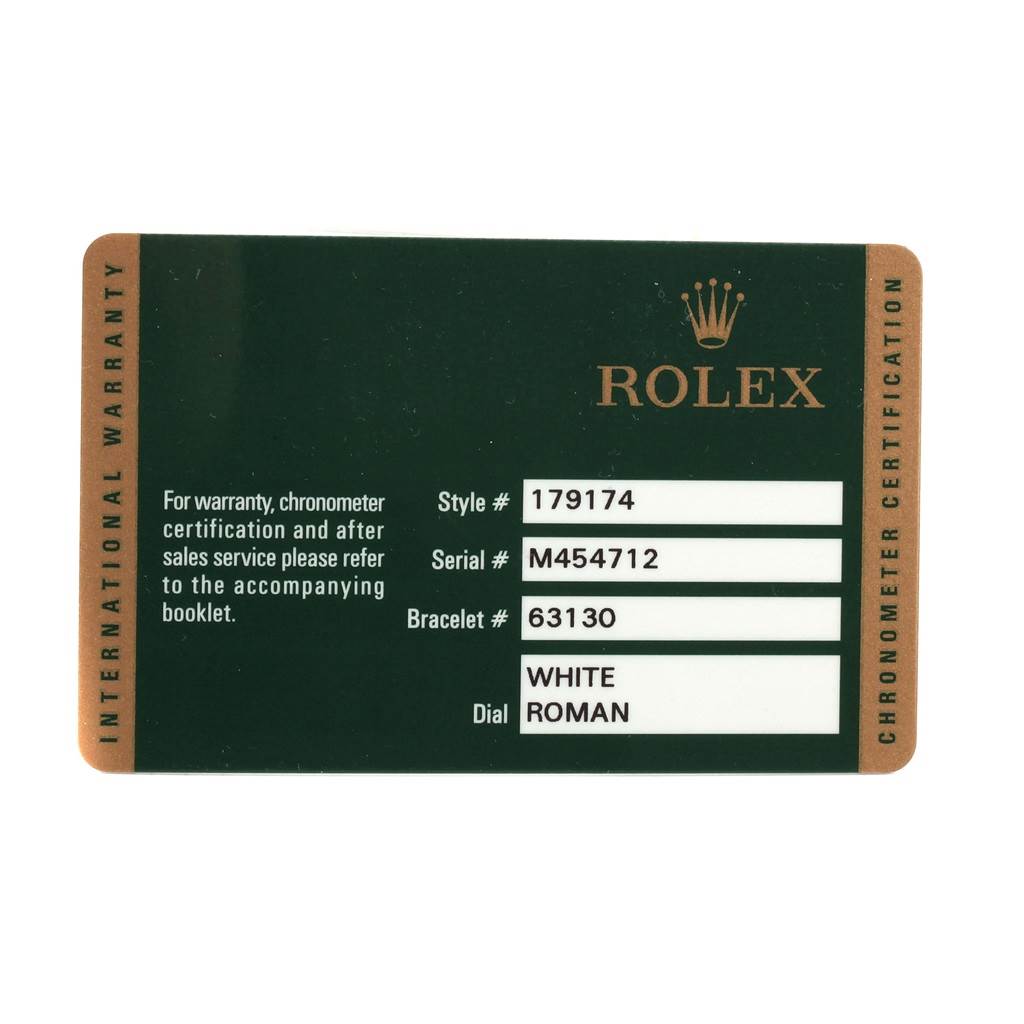 INTERNATIONAL WARRANTY
ROLEX
For warranty, chronometer
certification and after
sales service please refer
to the accompanying
booklet.
Style # 179174
Serial # M454712
Bracelet # 63130
Dial WHITE
ROMAN
CHRONOMETER CERTIFICATION